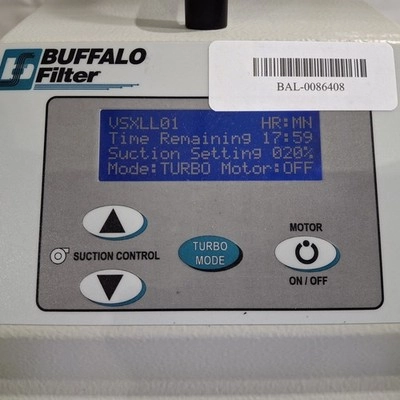 BUFFALO
Filter
BAL-0086408
VSXLL01 HR:MN
Time Remaining 17:59
Suction Setting 020%
Mode:TURBO Motor:OFF
SUCTION CONTROL
TURBO
MODE
MOTOR
ON / OFF